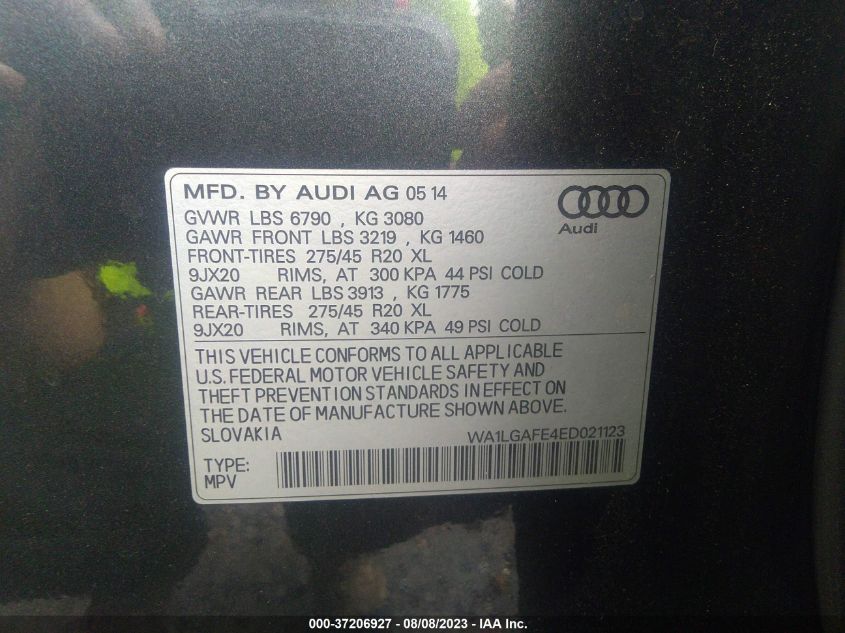 MFD. BY AUDI AG 05 14
GVWR LBS 6790 , KG 3080
GAWR FRONT LBS 3219 , KG 1460
FRONT-TIRES 275/45 R20 XL
9JX20 RIMS, AT 300 KPA 44 PSI COLD
GAWR REAR LBS 3913 , KG 1775
REAR-TIRES 275/45 R20 XL
9JX20 RIMS, AT 340 KPA 49 PSI COLD
Audi
THIS VEHICLE CONFORMS TO ALL APPLICABLE
U.S. FEDERAL MOTOR VEHICLE SAFETY AND
THEFT PREVENTION STANDARDS IN EFFECT ON
THE DATE OF MANUFACTURE SHOWN ABOVE.
SLOVAKIA WA1LGAFE4ED021123
TYPE:
MPV
000-37206927 - 08/08/2023 - IAA Inc.